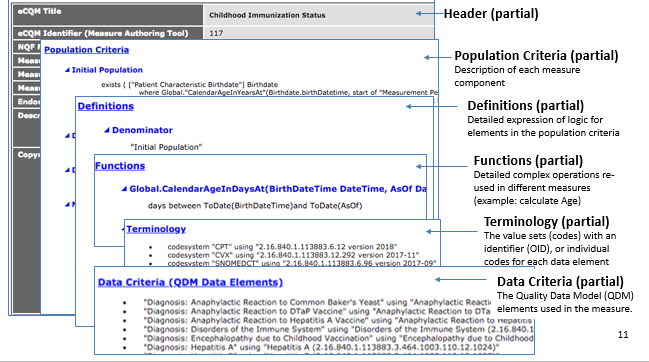 eCQM Title
Childhood Immunization Status
Header (partial)
eCQM Identifier (Measure Authoring Tool)
117
NQF
Population Criteria
Population Criteria (partial)
Description of each measure
component
Initial Population
exists ( ["Patient Characteristic Birthdate"] Birthdate
where Global."CalendarAgeInYearsAt"(Birthdate.birthDatetime, start of "Measurement Pe
Definitions
Definitions (partial)
Detailed expression of logic for
elements in the population criteria
Denominator
"Initial Population"
Functions
Functions (partial)
Detailed complex operations re-
used in different measures
(example: calculate Age)
Global.CalendarAgeInDaysAt(BirthDateTime DateTime, AsOf Da
days between ToDate(BirthDateTime)and ToDate(AsOf)
Terminology
Terminology (partial)
The value sets (codes) with an
identifier (OID), or individual
codes for each data element
codesystem "CPT" using "2.16.840.1.113883.6.12 version 2018"
codesystem "CVX" using "2.16.840.1.113883.12.292 version 2017-11"
codesystem "SNOMEDCT" using "2.16.840.1.113883.6.96 version 2017-09"
Data Criteria (QDM Data Elements)
Data Criteria (partial)
The Quality Data Model (QDM)
elements used in the measure.
"Diagnosis: Anaphylactic Reaction to Common Baker's Yeast" using "Anaphylactic Reacti
"Diagnosis: Anaphylactic Reaction to DTaP Vaccine" using "Anaphylactic Reaction to DTa
"Diagnosis: Anaphylactic Reaction to Hepatitis A Vaccine" using "Anaphylactic Reaction to Hepatitis
"Diagnosis: Disorders of the Immune System" using "Disorders of the Immune System (2.16.840.1
"Diagnosis: Encephalopathy due to Childhood Vaccination" using "Encephalopathy due to Child
"Diagnosis: Hepatitis A" using "Hepatitis A (2.16.840.1.113883.3.464.1003.110.12.1024)"
11